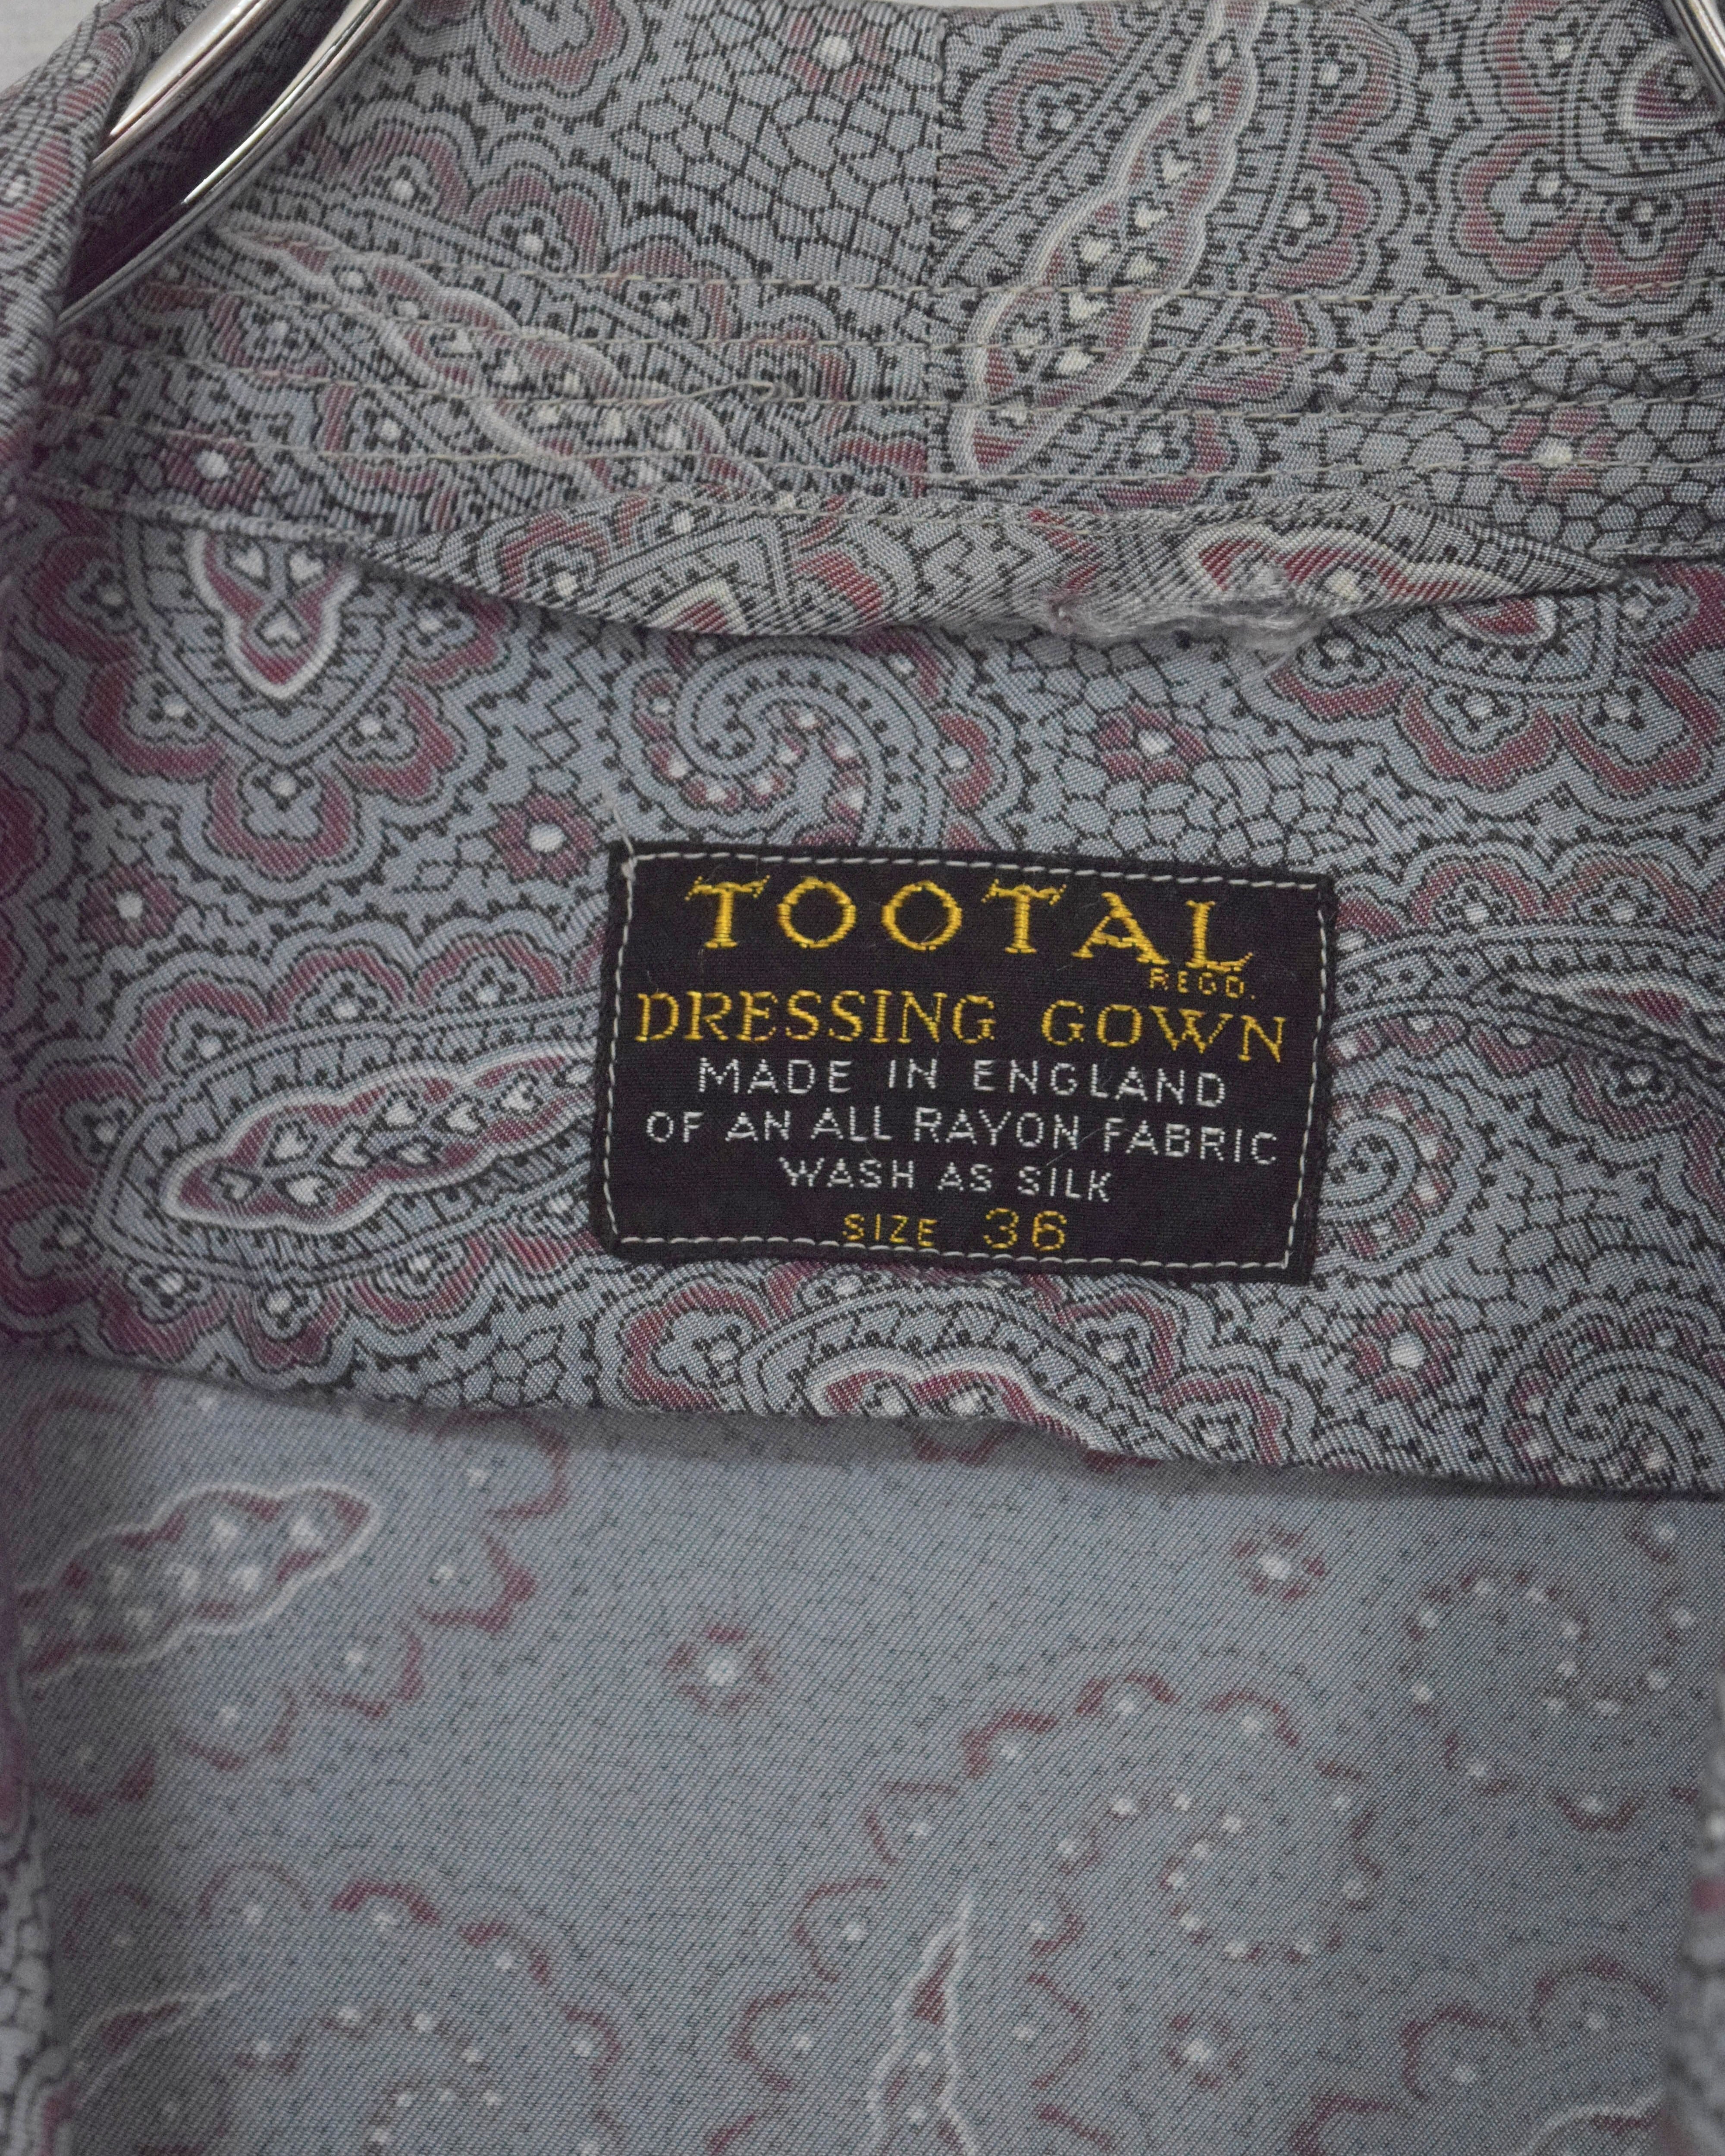 TOOTAL
REGD.
DRESSING GOWN
MADE IN ENGLAND
OF AN ALL RAYON FABRIC
WASH AS SILK
SIZE 36